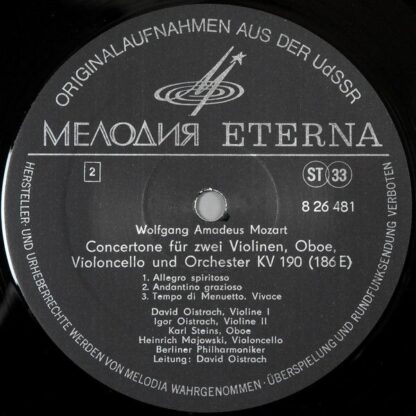 ORIGINALAUFNAHMEN AUS DER UdSSR
МЕЛОДИЯ ETERNA
2
ST 33
8 26 481
Wolfgang Amadeus Mozart
Concertone für zwei Violinen, Oboe,
Violoncello und Orchester KV 190 (186 E)
1. Allegro spiritoso
2. Andantino grazioso
3. Tempo di Menuetto. Vivace
David Oistrach, Violine I
Igor Oistrach, Violine II
Karl Steins, Oboe
Heinrich Majowski, Violoncello
Berliner Philharmoniker
Leitung: David Oistrach
HERSTELLER- UND URHEBERRECHTE WERDEN VON MELODIA WAHRGENOMMEN · ÜBERSPIELUNG UND RUNDFUNKSENDUNG VERBOTEN